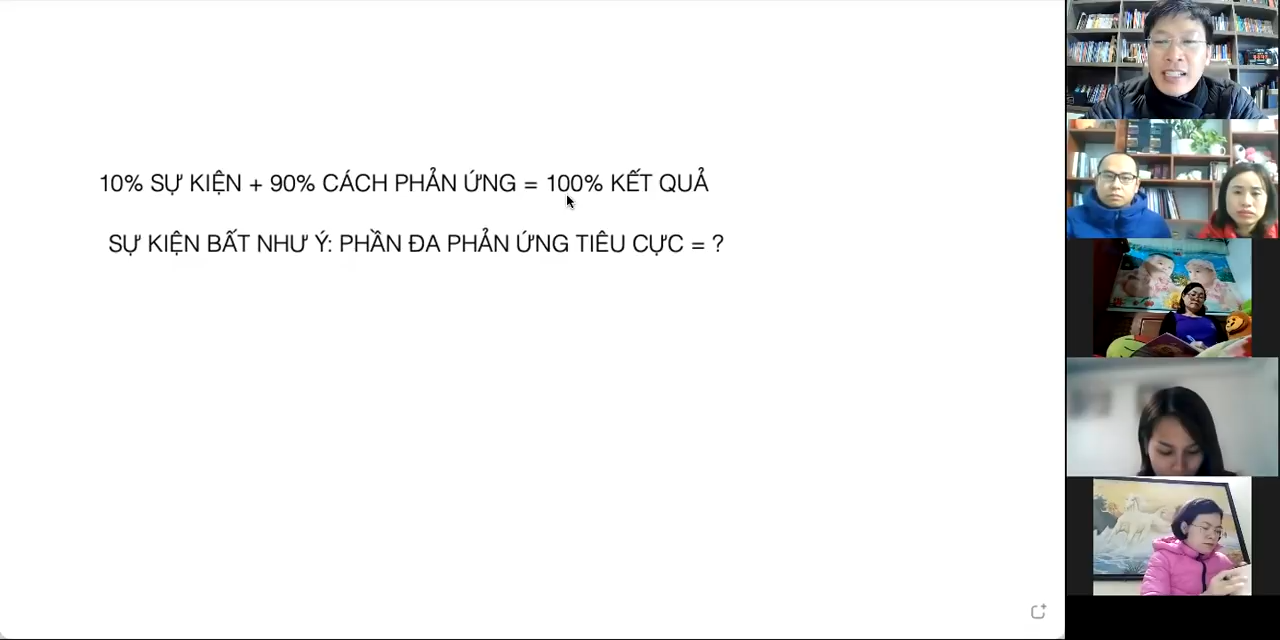 10% SỰ KIỆN + 90% CÁCH PHẢN ỨNG = 100% KẾT QUẢ
SỰ KIỆN BẤT NHƯ Ý: PHẦN ĐA PHẢN ỨNG TIÊU CỰC = ?